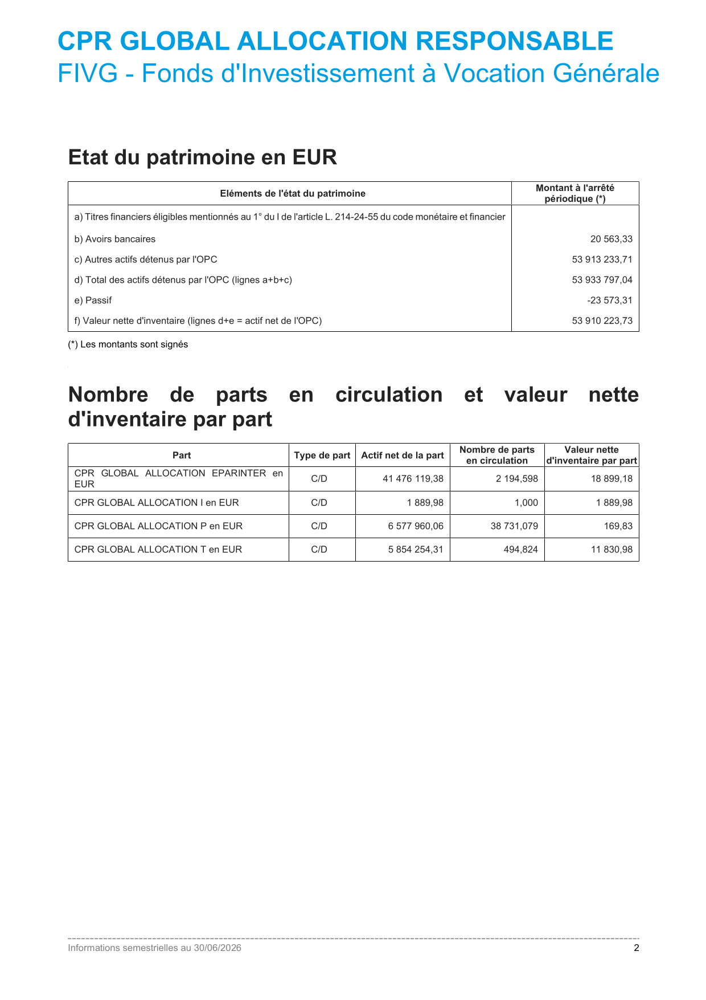 CPR GLOBAL ALLOCATION RESPONSABLE
FIVG - Fonds d'Investissement à Vocation Générale
Etat du patrimoine en EUR
Eléments de l'état du patrimoine
Montant à l'arrêté
périodique (*)
a) Titres financiers éligibles mentionnés au 1° du I de l'article L. 214-24-55 du code monétaire et financier
b) Avoirs bancaires 20 563,33
c) Autres actifs détenus par l'OPC 53 913 233,71
d) Total des actifs détenus par l'OPC (lignes a+b+c) 53 933 797,04
e) Passif -23 573,31
f) Valeur nette d'inventaire (lignes d+e = actif net de l'OPC) 53 910 223,73
(*) Les montants sont signés
Nombre de parts en circulation et valeur nette
d'inventaire par part
Part Type de part Actif net de la part Nombre de parts
en circulation Valeur nette
d'inventaire par part
CPR GLOBAL ALLOCATION EPARINTER en
EUR C/D 41 476 119,38 2 194,598 18 899,18
CPR GLOBAL ALLOCATION I en EUR C/D 1 889,98 1,000 1 889,98
CPR GLOBAL ALLOCATION P en EUR C/D 6 577 960,06 38 731,079 169,83
CPR GLOBAL ALLOCATION T en EUR C/D 5 854 254,31 494,824 11 830,98
Informations semestrielles au 30/06/2026 2